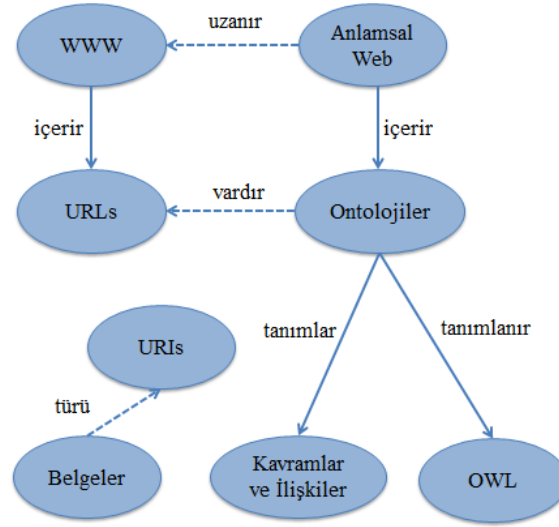 uzanır
WWW
Anlamsal
Web
içerir
içerir
vardır
URLs
Ontolojiler
tanımlar
tanımlanır
URIs
türü
Belgeler
Kavramlar
ve İlişkiler
OWL